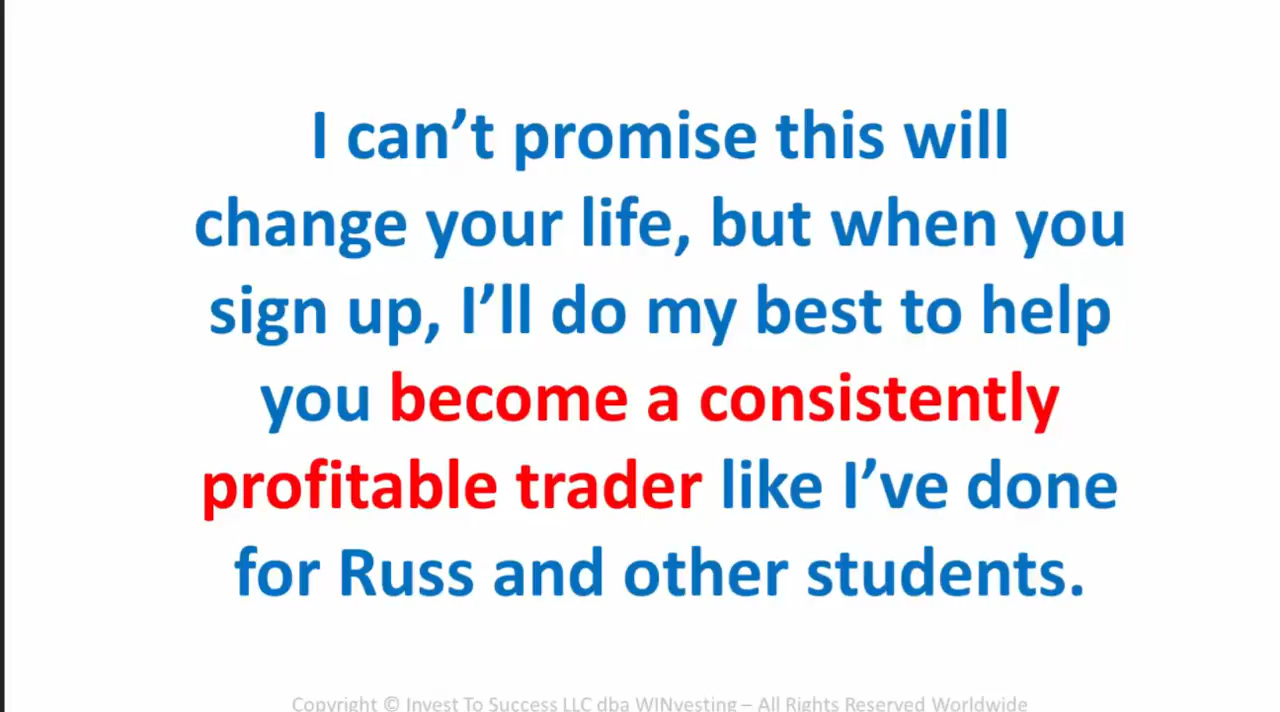 I can’t promise this will
change your life, but when you
sign up, I’ll do my best to help
you become a consistently
profitable trader like I’ve done
for Russ and other students.
Copyright © Invest To Success LLC dba WINvesting – All Rights Reserved Worldwide